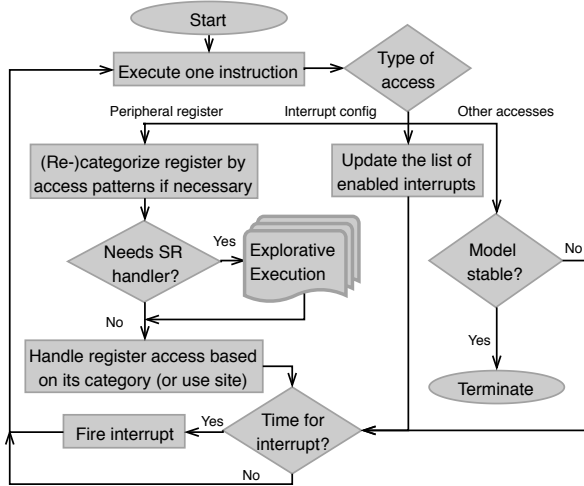 Start
Execute one instruction
Type of
access
Peripheral register
Interrupt config
Other accesses
(Re-)categorize register by
access patterns if necessary
Update the list of
enabled interrupts
Needs SR
handler?
Yes
Explorative
Execution
Model
stable?
No
No
Yes
Handle register access based
on its category (or use site)
Terminate
Fire interrupt
Yes
Time for
interrupt?
No